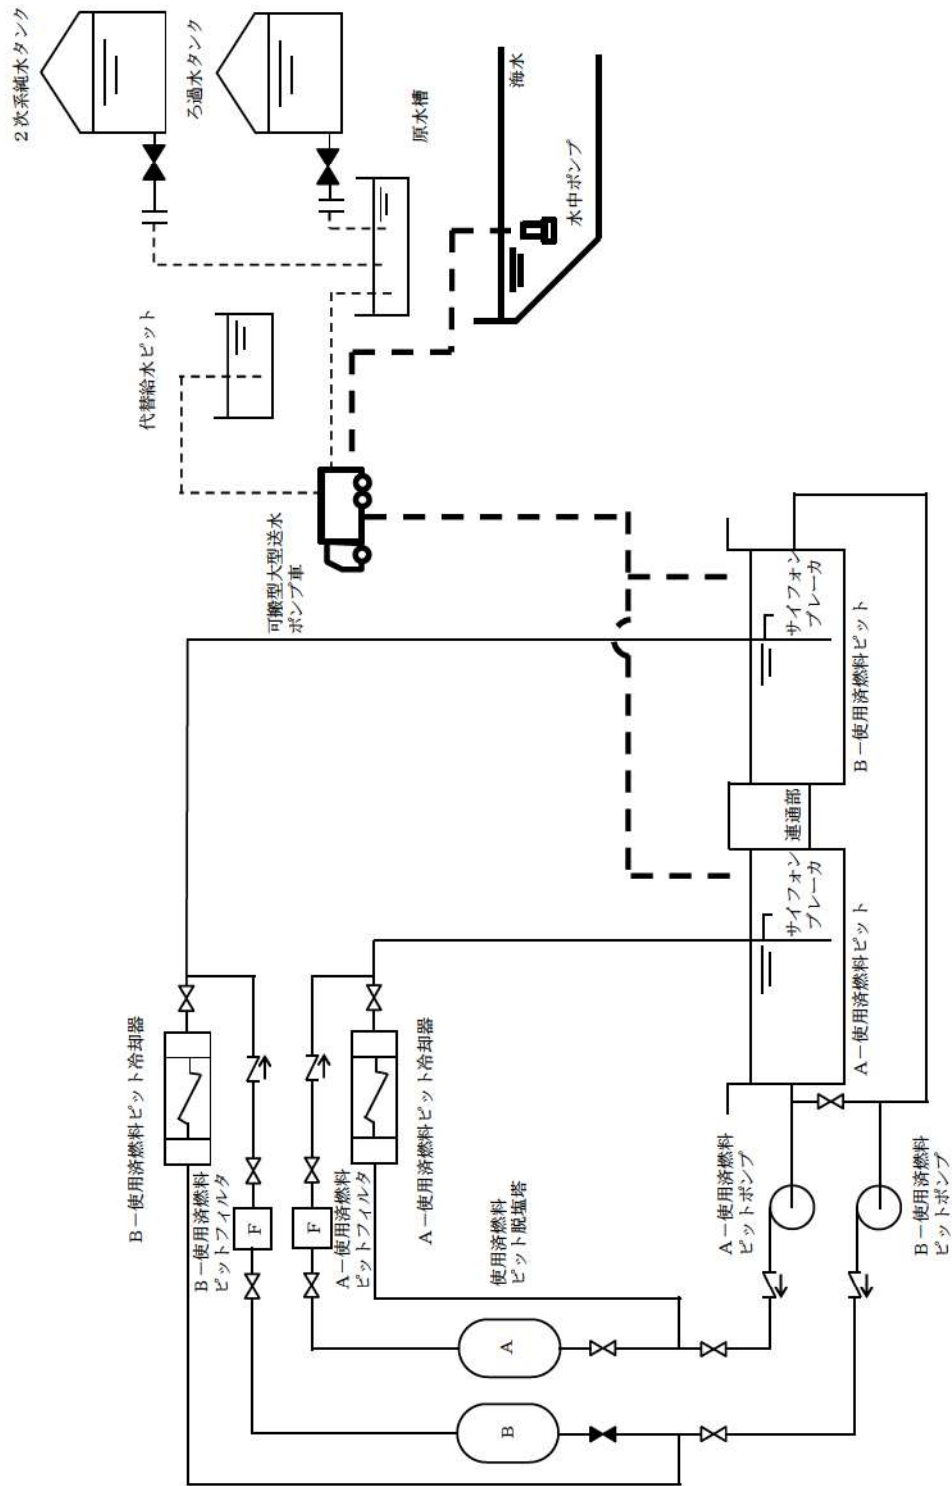 2次系純水タンク
ろ過水タンク
原水槽
海水
水中ポンプ
代替給水ピット
可搬型大型送水
ポンプ車
サイフォン
ブレーカ
B－使用済燃料ピット
連通部
サイフォン
ブレーカ
A－使用済燃料ピット
B－使用済燃料ピット冷却器
B－使用済燃料
ピットフィルタ
F
F
A－使用済燃料
ピットフィルタ
A－使用済燃料ピット冷却器
使用済燃料
ピット脱塩塔
A
B
A－使用済燃料
ピットポンプ
B－使用済燃料
ピットポンプ